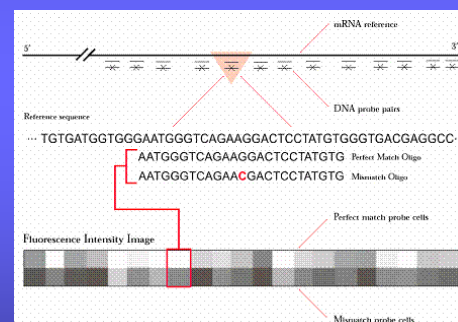 mRNA reference
5' 3'
DNA probe pairs
Reference sequence
··· TGTGATGGTGGGAATGGGTCAGAAGGACTCCTATGTGGGTGACGAGGCC··
AATGGGTCAGAAGGACTCCTATGTG Perfect Match Oligo
AATGGGTCAGAACGACTCCTATGTG Mismatch Oligo
Perfect match probe cells
Fluorescence Intensity Image
Mismatch probe cells